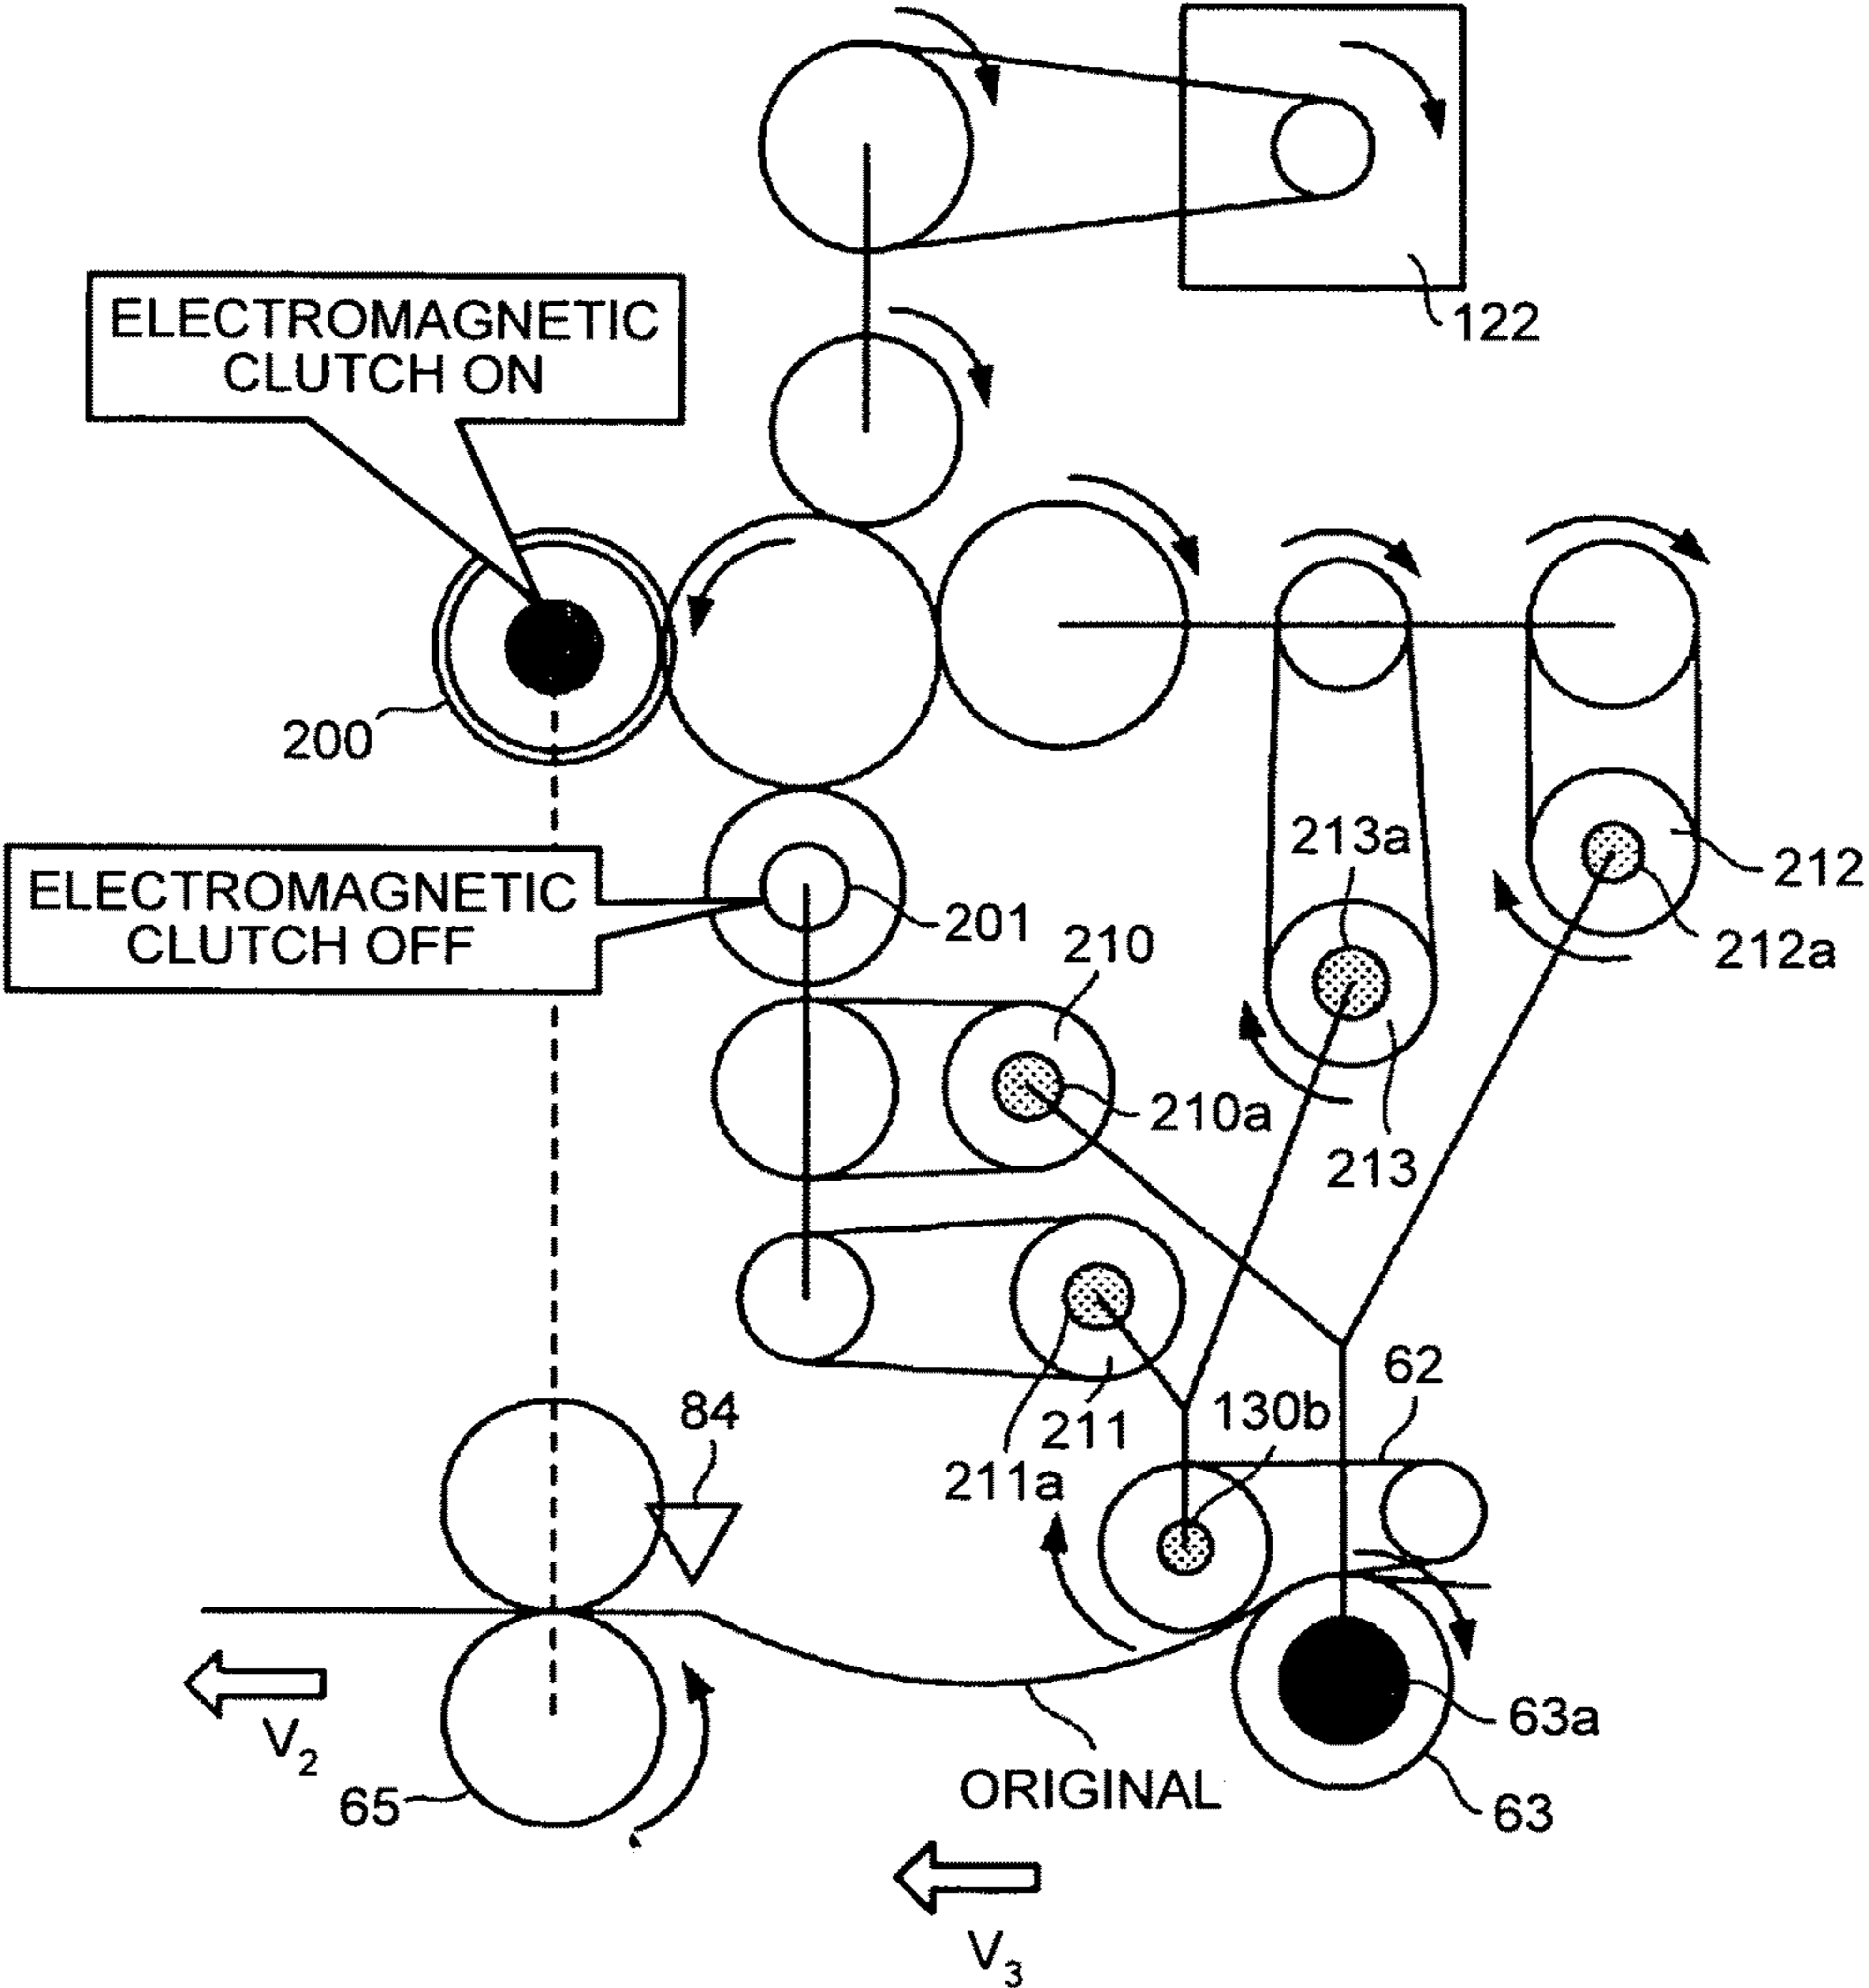 122
ELECTROMAGNETIC
CLUTCH ON
200
213a
212
ELECTROMAGNETIC
CLUTCH OFF
201
210
212a
210a
213
62
84
211
130b
211a
63a
V2
65
ORIGINAL
63
V3